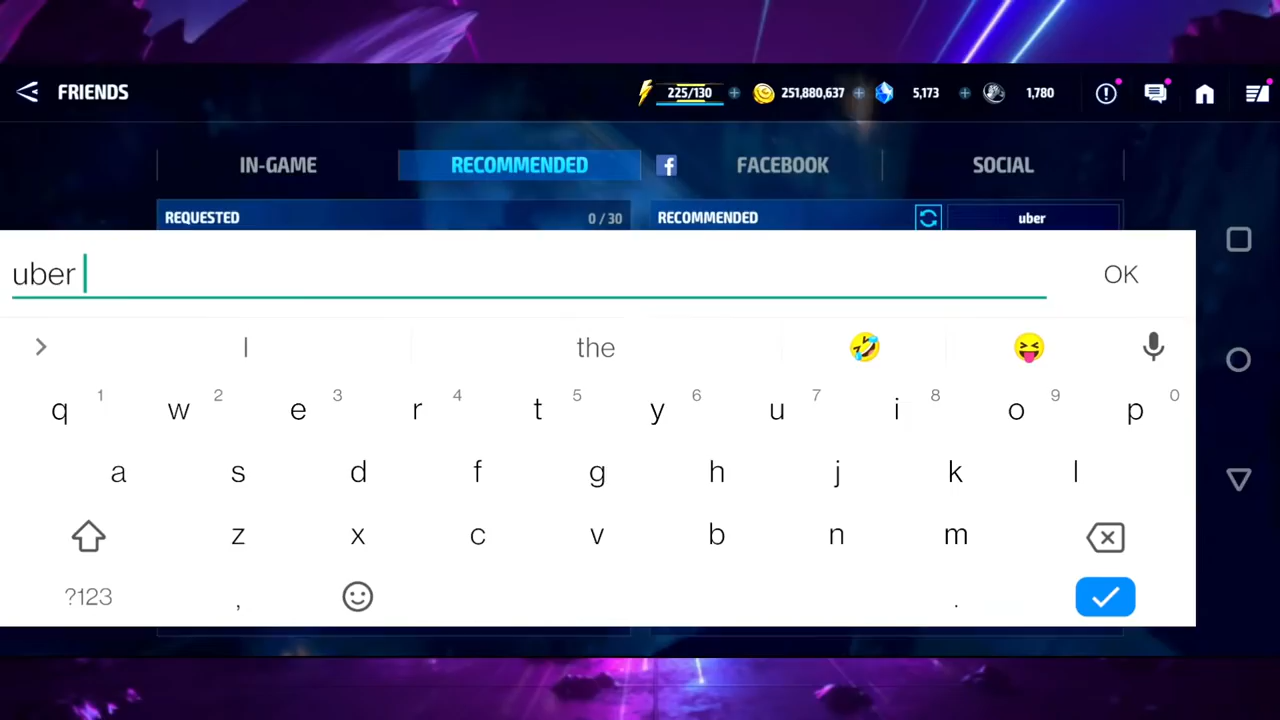 FRIENDS 225/130 251,880,637 5,173 1,780
IN-GAME RECOMMENDED FACEBOOK SOCIAL
REQUESTED 0 / 30 RECOMMENDED uber
uber OK
I the
q 1 w 2 e 3 r 4 t 5 y 6 u 7 i 8 o 9 p 0
a s d f g h j k l
z x c v b n m
?123 , .